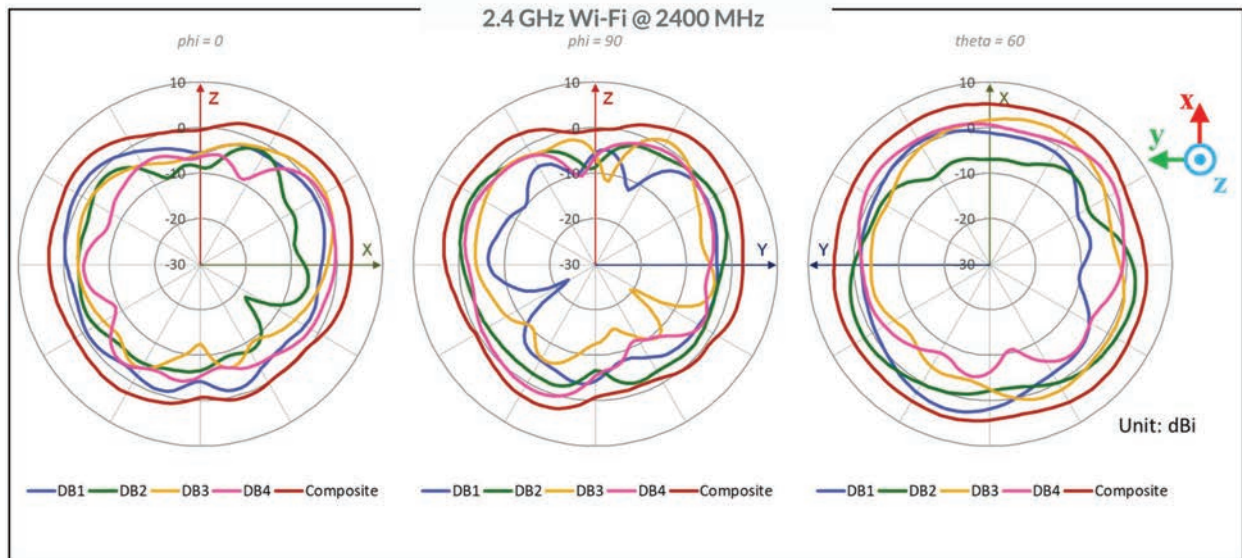 2.4 GHz Wi-Fi @ 2400 MHz
phi = 0
phi = 90
theta = 60
10
Z
0
-10
-20
-30
X
10
Z
0
-10
-20
-30
Y
10
X
0
-10
-20
-30
Y
x
y
z
Unit: dBi
DB1 DB2 DB3 DB4 Composite
DB1 DB2 DB3 DB4 Composite
DB1 DB2 DB3 DB4 Composite